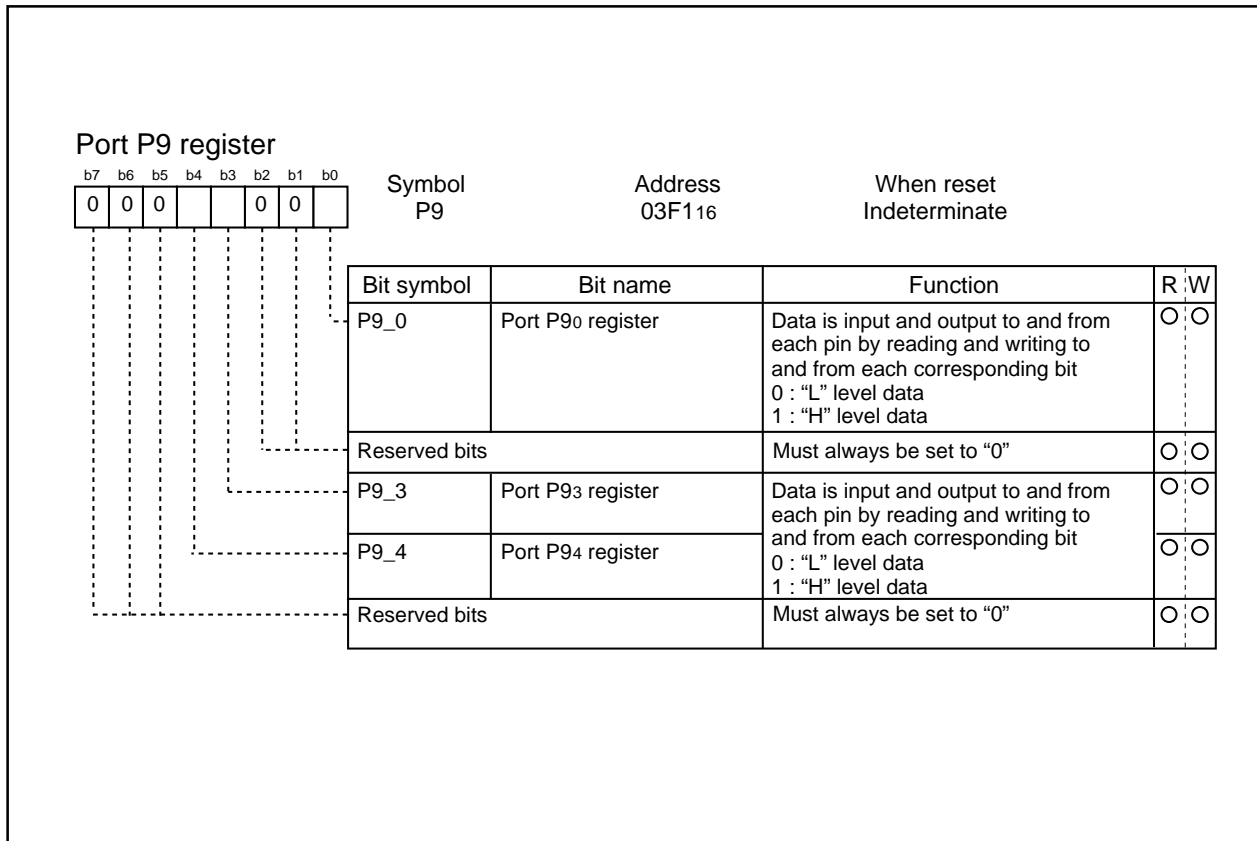 Port P9 register
b7 b6 b5 b4 b3 b2 b1 b0
Symbol Address When reset
0 0 0 0 0
P9 03F116 Indeterminate
Bit symbol Bit name Function R W
P9_0 Port P90 register Data is input and output to and from
each pin by reading and writing to
and from each corresponding bit
0 : “L” level data
1 : “H” level data
Reserved bits Must always be set to “0”
P9_3 Port P93 register Data is input and output to and from
each pin by reading and writing to
and from each corresponding bit
P9_4 Port P94 register
0 : “L” level data
1 : “H” level data
Reserved bits Must always be set to “0”